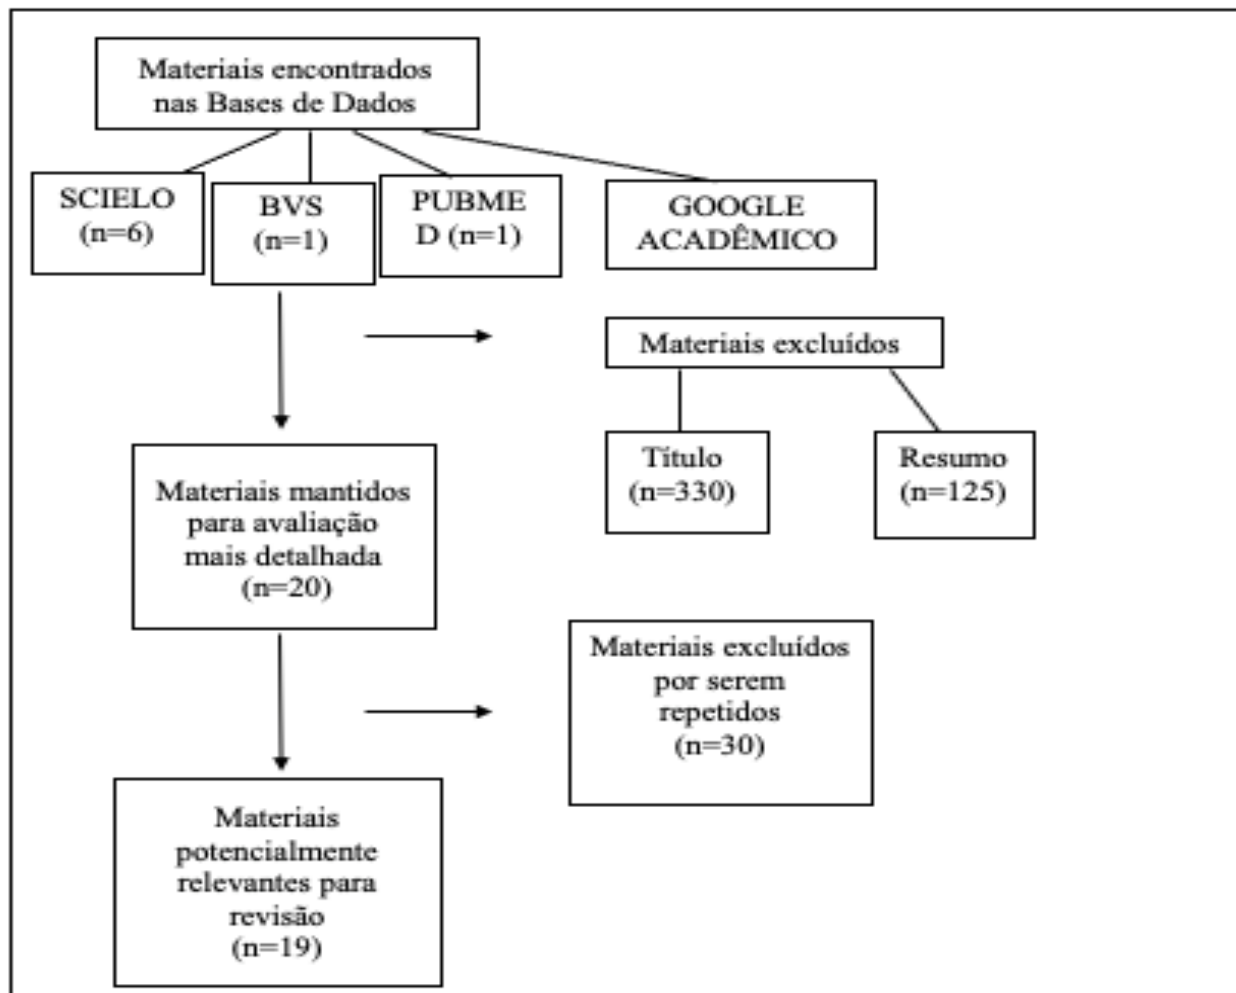 Materiais encontrados
nas Bases de Dados
SCIELO
(n=6)
BVS
(n=1)
PUBME
D (n=1)
GOOGLE
ACADÊMICO
Materiais excluídos
Título
(n=330)
Resumo
(n=125)
Materiais mantidos
para avaliação
mais detalhada
(n=20)
Materiais excluídos
por serem
repetidos
(n=30)
Materiais
potencialmente
relevantes para
revisão
(n=19)